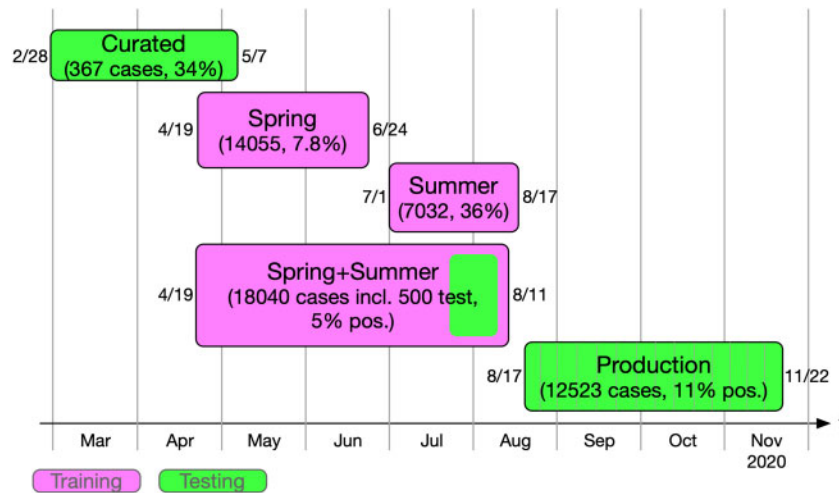 Curated
2/28 (367 cases, 34%) 5/7
Spring
4/19 (14055, 7.8%) 6/24
Summer
7/1 (7032, 36%) 8/17
Spring+Summer
4/19 (18040 cases incl. 500 test, 8/11
5% pos.)
Production
8/17 (12523 cases, 11% pos.) 11/22
Mar Apr May Jun Jul Aug Sep Oct Nov
2020
Training Testing